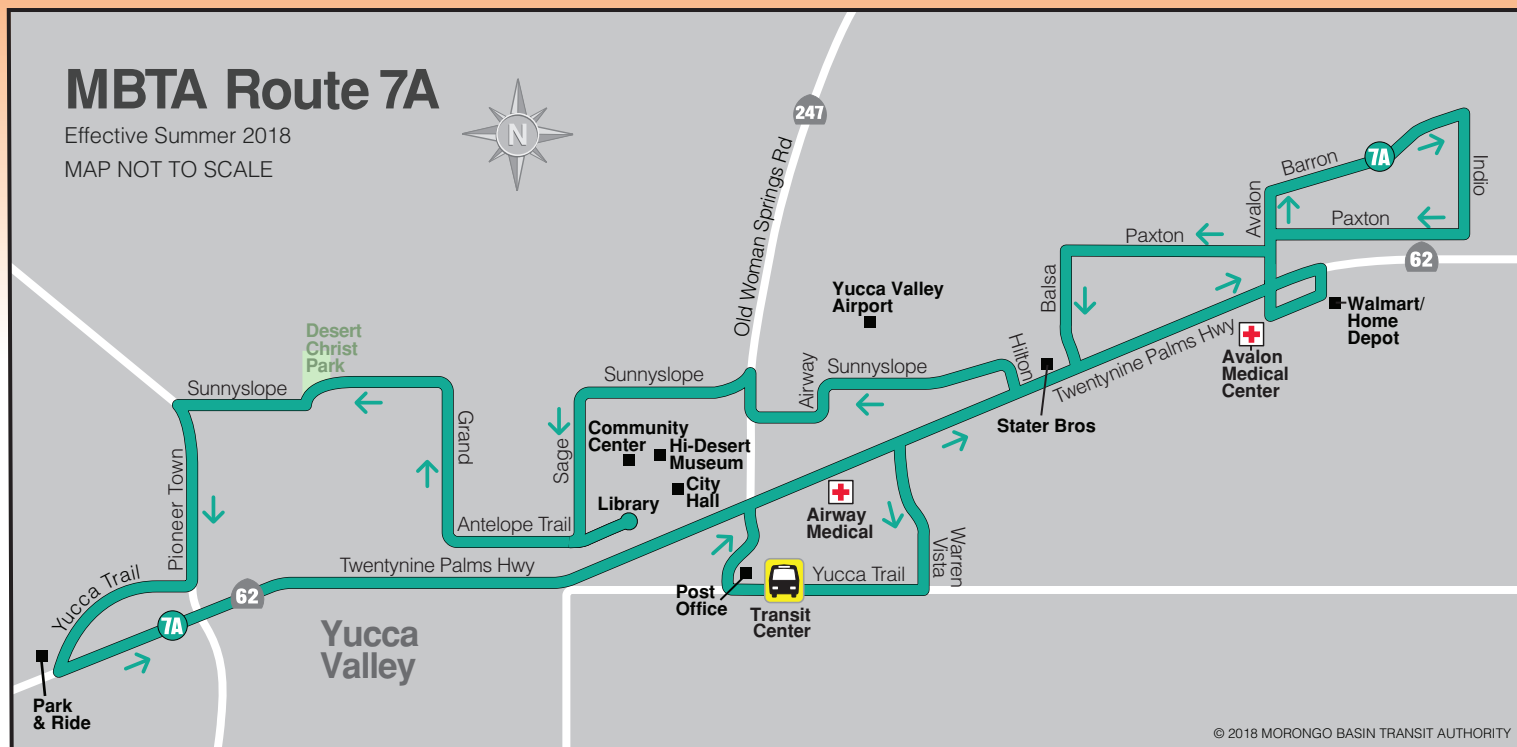 MBTA Route 7A
Effective Summer 2018
MAP NOT TO SCALE
N
247
Old Woman Springs Rd
Barron
7A
Indio
Avalon
Paxton
Paxton
62
Balsa
Yucca Valley
Airport
Walmart/
Home
Depot
Avalon
Medical
Center
Twentynine Palms Hwy
Hilton
Stater Bros
Desert
Christ
Park
Sunnyslope
Sunnyslope
Airway
Sunnyslope
Grand
Sage
Community
Center
Hi-Desert
Museum
City
Hall
Library
Antelope Trail
Airway
Medical
Warren
Vista
Pioneer Town
Yucca Trail
Twentynine Palms Hwy
62
7A
Yucca
Valley
Post
Office
Transit
Center
Yucca Trail
Park
& Ride
© 2018 MORONGO BASIN TRANSIT AUTHORITY